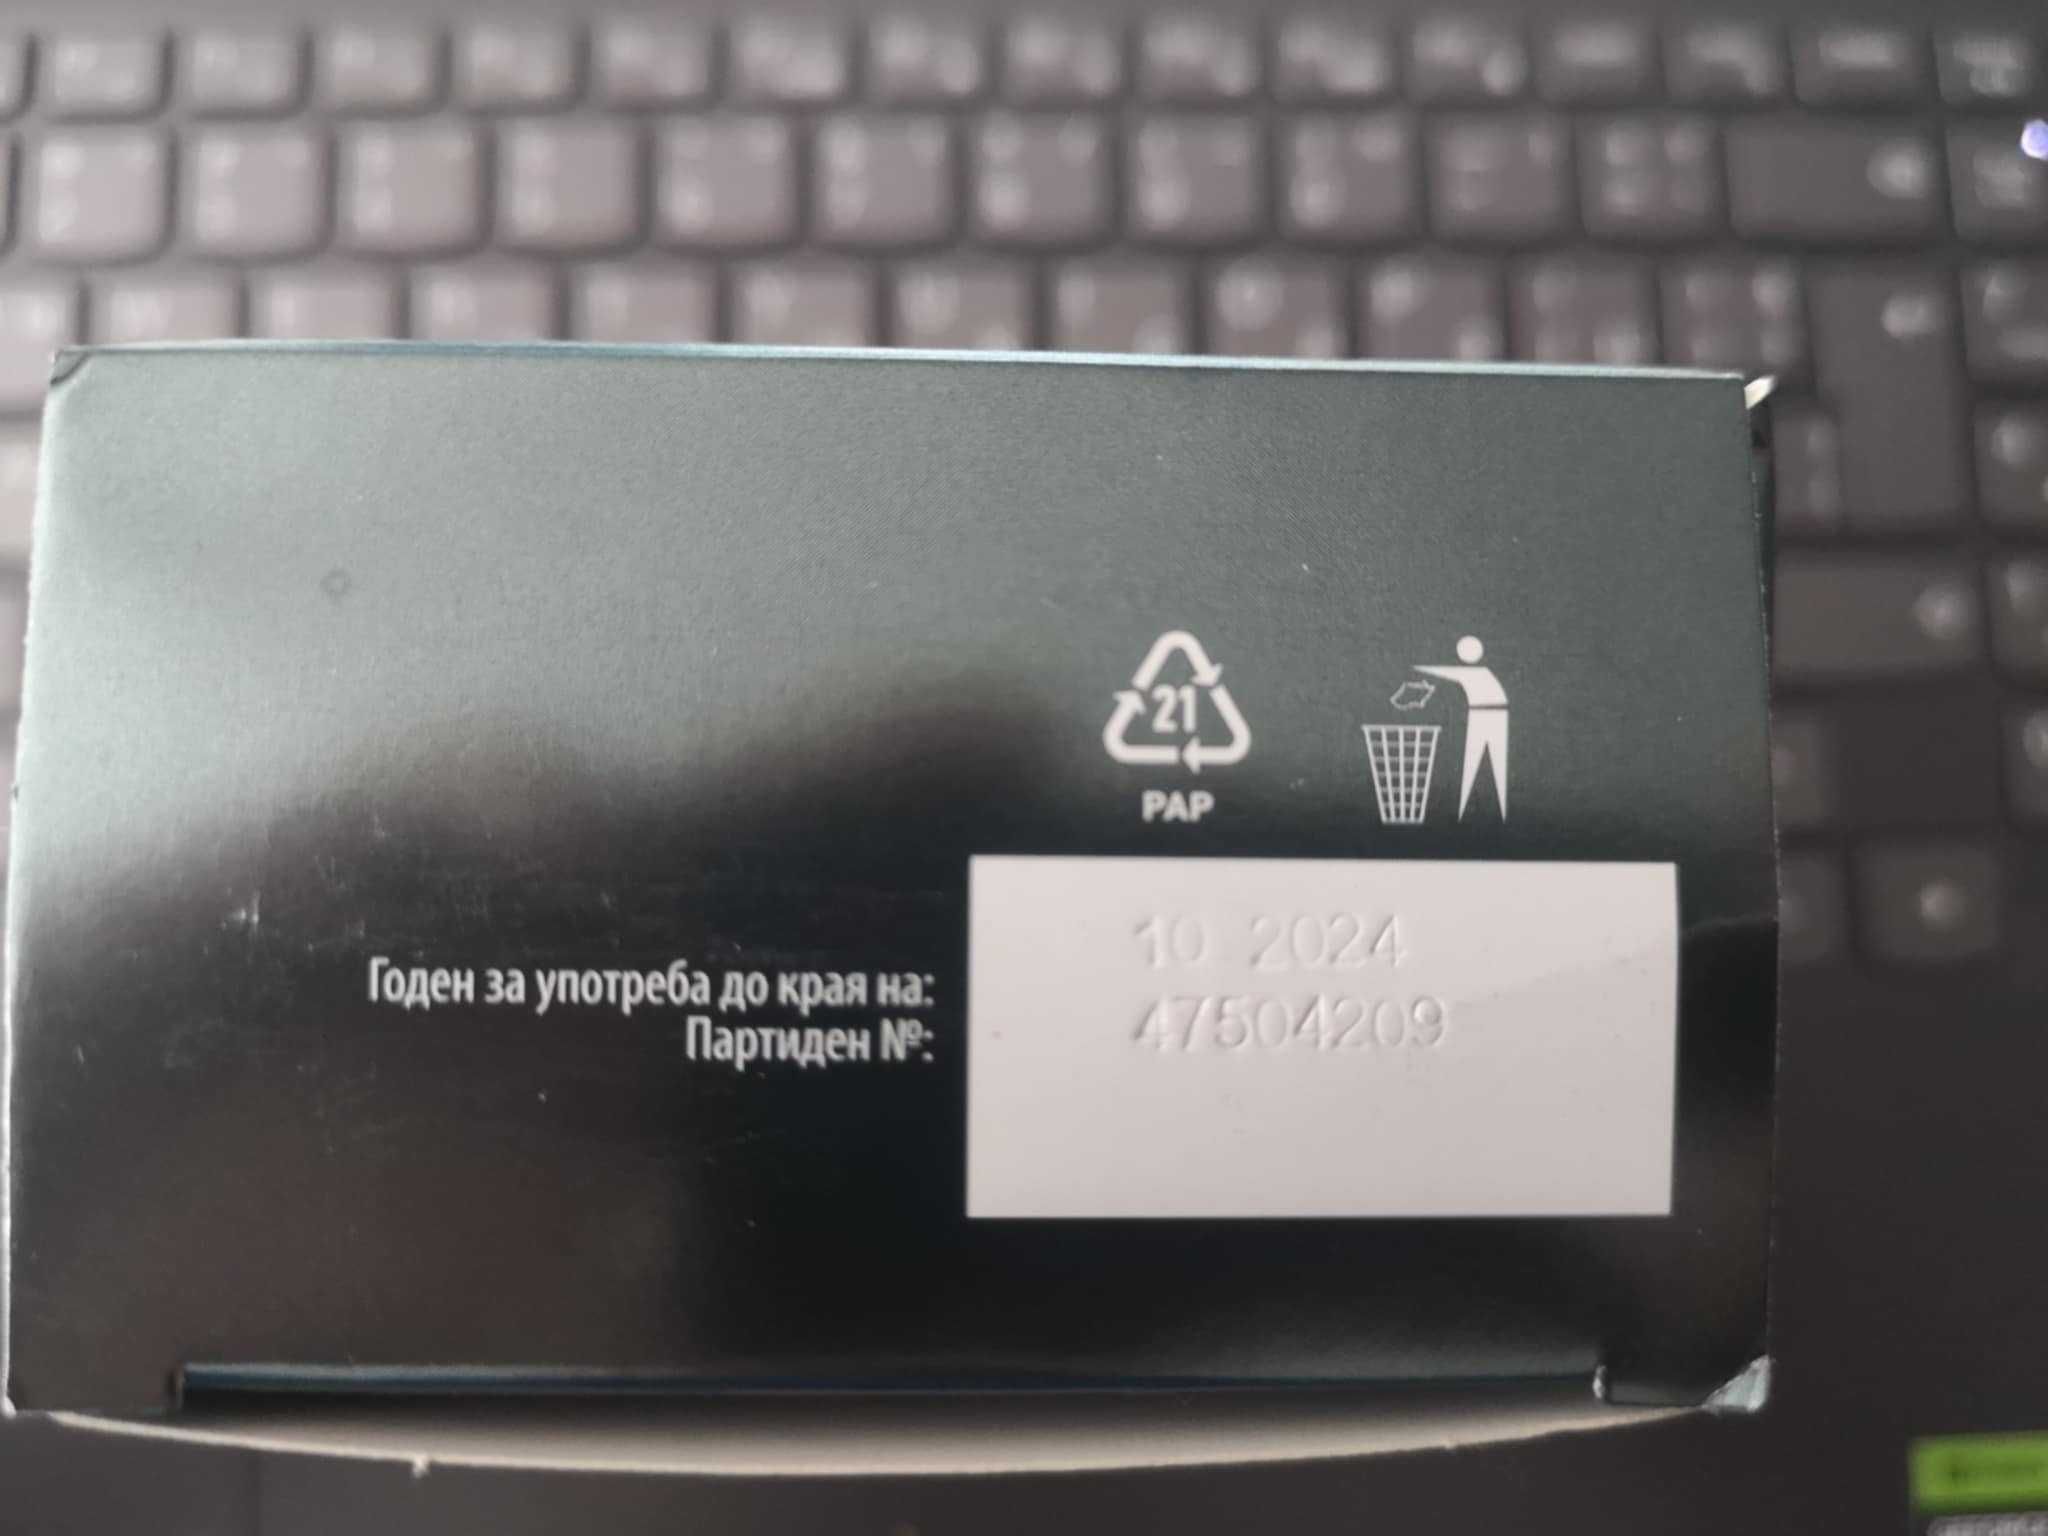 21
PAP
10 2024
Годен за употреба до края на:
47504209
Партиден №: